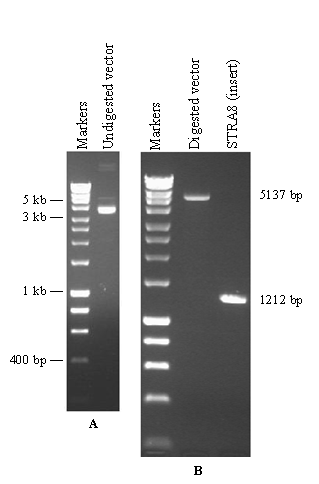 Markers
Undigested vector
Markers
Digested vector
STRA8 (insert)
5 kb
3 kb
1 kb
400 bp
5137 bp
1212 bp
A
B